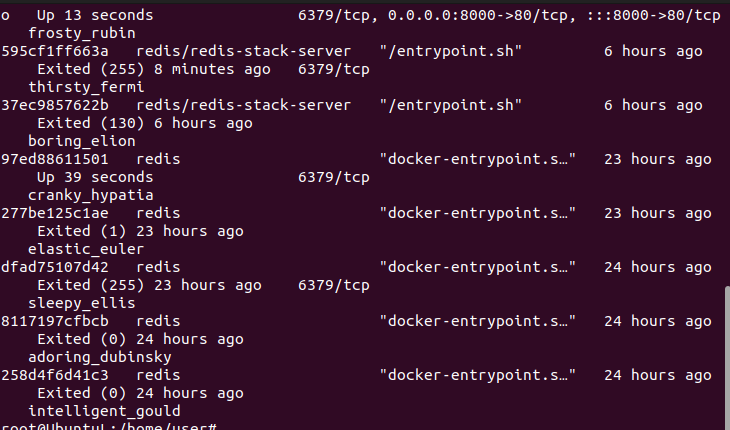 o   Up 13 seconds                6379/tcp, 0.0.0.0:8000->80/tcp, :::8000->80/tcp
   frosty_rubin
595cf1ff663a   redis/redis-stack-server   "/entrypoint.sh"         6 hours ago
    Exited (255) 8 minutes ago   6379/tcp
   thirsty_fermi
37ec9857622b   redis/redis-stack-server   "/entrypoint.sh"         6 hours ago
    Exited (130) 6 hours ago
   boring_elion
97ed88611501   redis                      "docker-entrypoint.s…"   23 hours ago
    Up 39 seconds                6379/tcp
   cranky_hypatia
277be125c1ae   redis                      "docker-entrypoint.s…"   23 hours ago
    Exited (1) 23 hours ago
   elastic_euler
dfad75107d42   redis                      "docker-entrypoint.s…"   24 hours ago
    Exited (255) 23 hours ago    6379/tcp
   sleepy_ellis
8117197cfbcb   redis                      "docker-entrypoint.s…"   24 hours ago
    Exited (0) 24 hours ago
   adoring_dubinsky
258d4f6d41c3   redis                      "docker-entrypoint.s…"   24 hours ago
    Exited (0) 24 hours ago
   intelligent_gould
root@UbuntuL:/home/user#